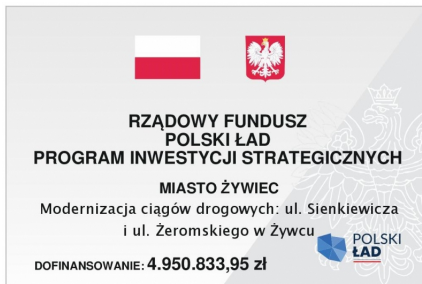 RZĄDOWY FUNDUSZ
POLSKI ŁAD
PROGRAM INWESTYCJI STRATEGICZNYCH
MIASTO ŻYWIEC
Modernizacja ciągów drogowych: ul. Sienkiewicza
i ul. Żeromskiego w Żywcu
POLSKI
ŁAD
DOFINANSOWANIE: 4.950.833,95 zł